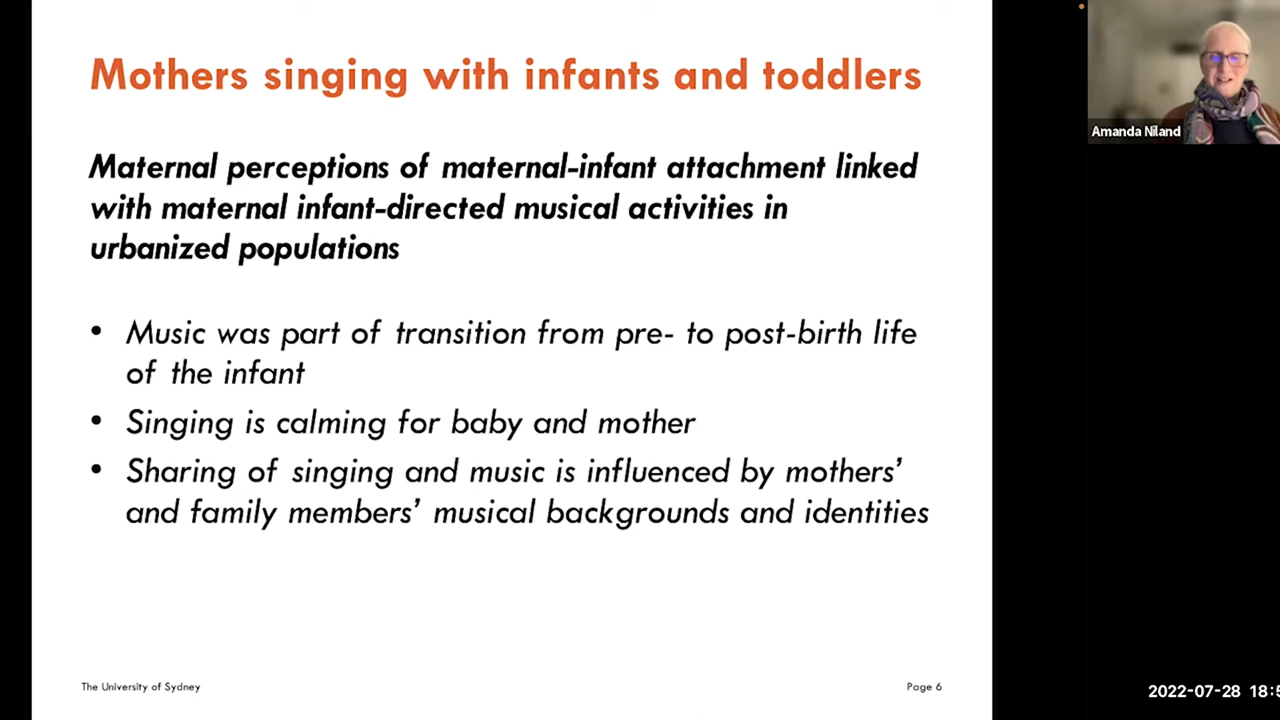 Mothers singing with infants and toddlers
Maternal perceptions of maternal-infant attachment linked
with maternal infant-directed musical activities in
urbanized populations
• Music was part of transition from pre- to post-birth life
of the infant
• Singing is calming for baby and mother
• Sharing of singing and music is influenced by mothers’
and family members’ musical backgrounds and identities
The University of Sydney
Page 6
Amanda Niland
2022-07-28 18:5